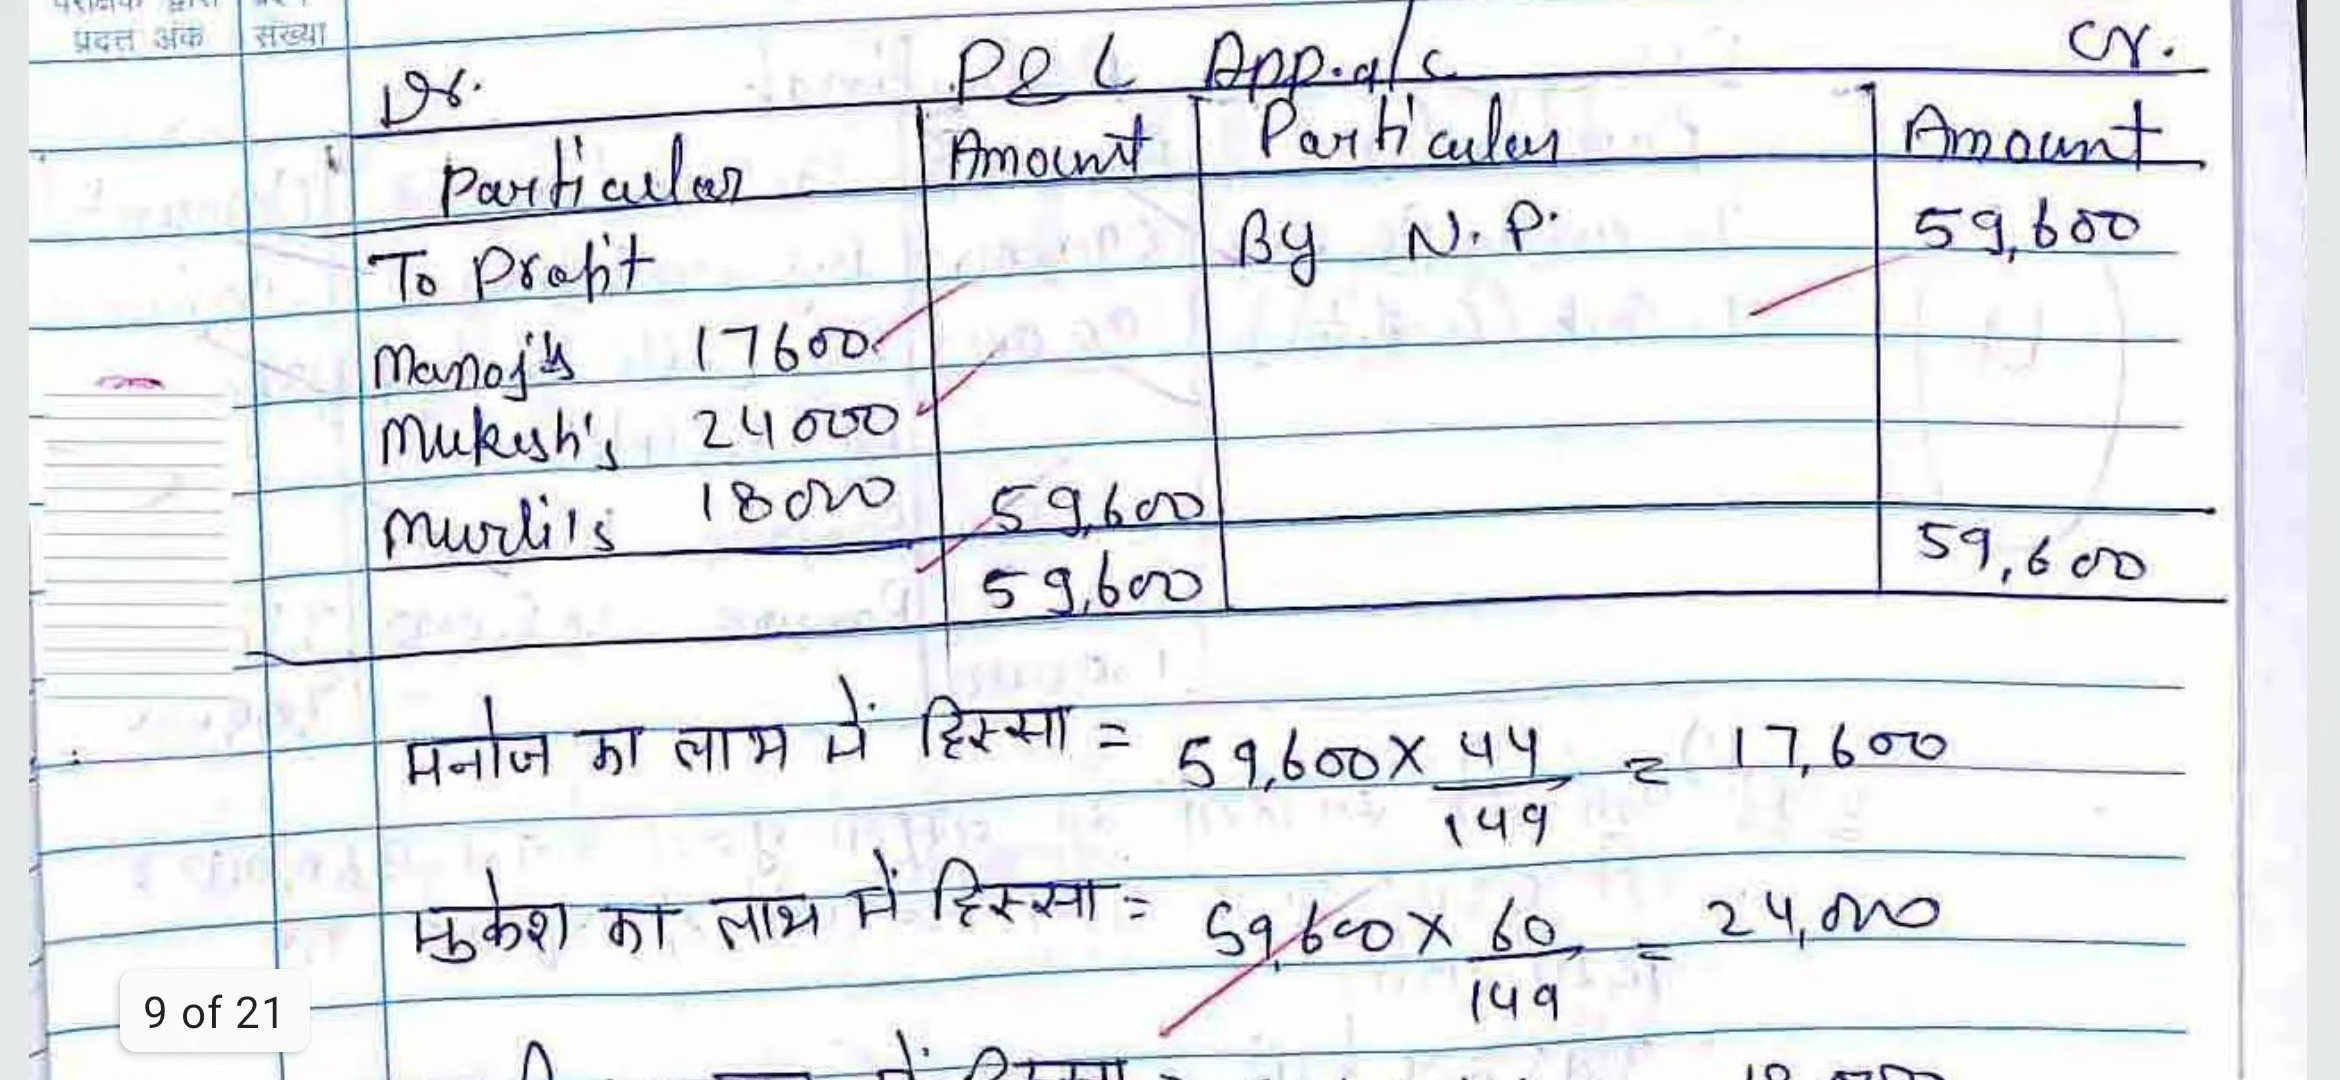 प्रदत्त अंक संख्या
Dr. P&L App. a/c Cr.
Particular Amount Particular Amount
To Profit By N.P. 59,600
Manoj's 17600
Mukesh's 24000
Murli's 18000 59,600
59,600 59,600
मनोज का लाभ में हिस्सा = 59,600 × 44/149 = 17,600
मुकेश का लाभ में हिस्सा = 59,600 × 60/149 = 24,000
9 of 21